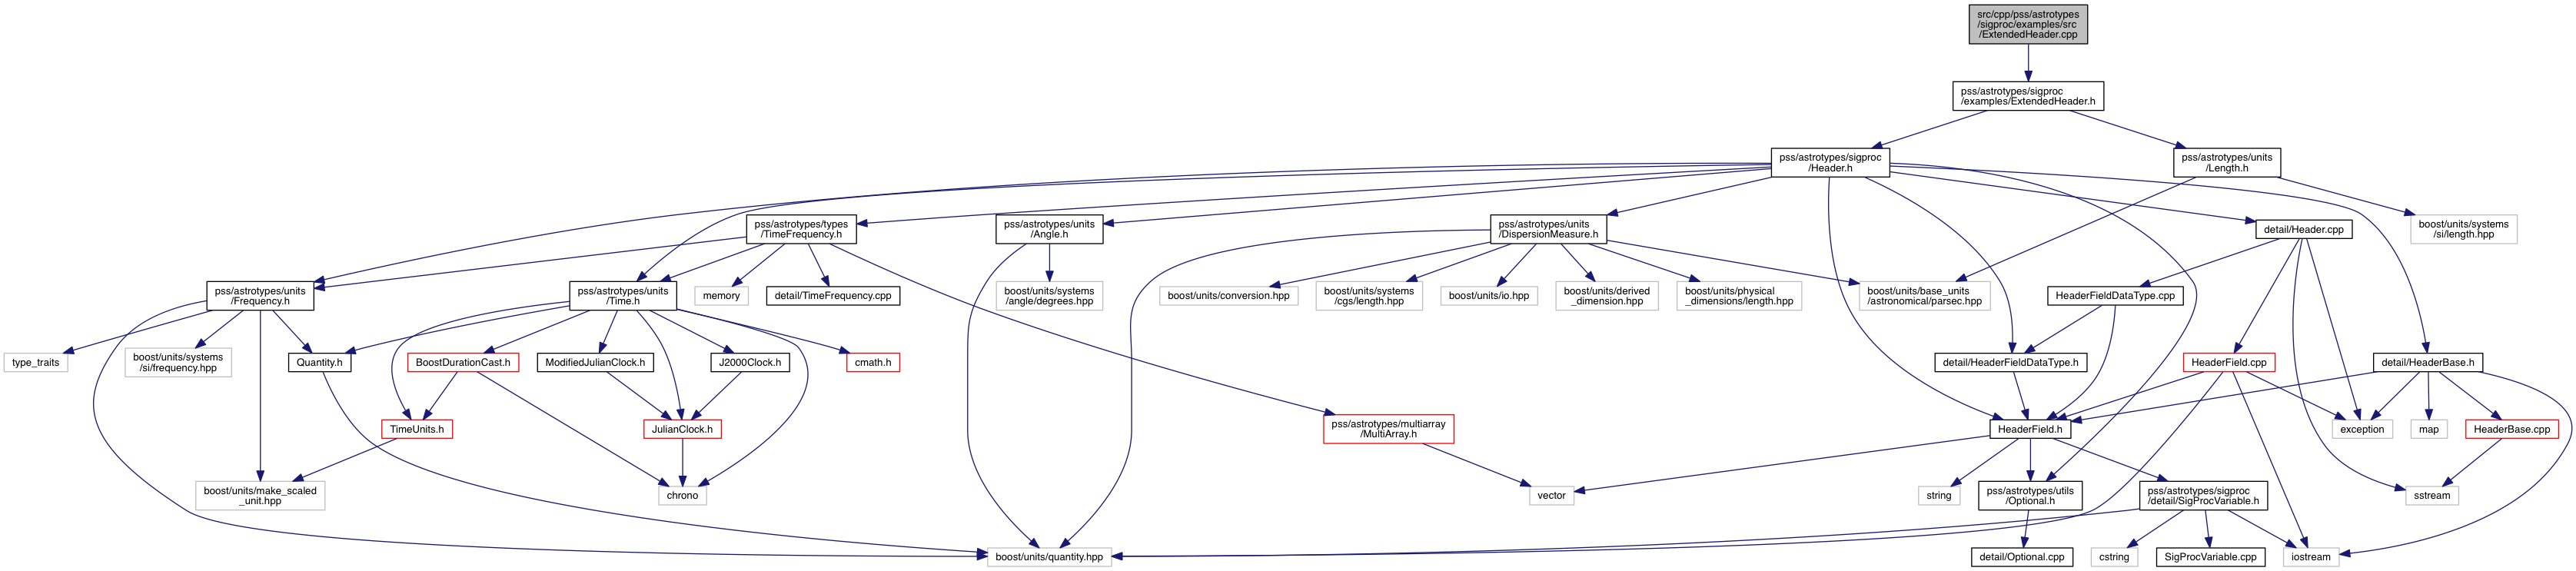 src/cpp/pss/astrotypes
/sigproc/examples/src
/ExtendedHeader.cpp
pss/astrotypes/sigproc
/examples/ExtendedHeader.h
pss/astrotypes/sigproc
/Header.h
pss/astrotypes/units
/Length.h
pss/astrotypes/types
/TimeFrequency.h
pss/astrotypes/units
/Angle.h
pss/astrotypes/units
/DispersionMeasure.h
detail/Header.cpp
boost/units/systems
/si/length.hpp
pss/astrotypes/units
/Frequency.h
pss/astrotypes/units
/Time.h
memory
detail/TimeFrequency.cpp
boost/units/systems
/angle/degrees.hpp
boost/units/conversion.hpp
boost/units/systems
/cgs/length.hpp
boost/units/io.hpp
boost/units/derived
_dimension.hpp
boost/units/physical
_dimensions/length.hpp
boost/units/base_units
/astronomical/parsec.hpp
HeaderFieldDataType.cpp
type_traits
boost/units/systems
/si/frequency.hpp
Quantity.h
BoostDurationCast.h
ModifiedJulianClock.h
J2000Clock.h
cmath.h
detail/HeaderFieldDataType.h
HeaderField.cpp
detail/HeaderBase.h
TimeUnits.h
JulianClock.h
pss/astrotypes/multiarray
/MultiArray.h
HeaderField.h
exception
map
HeaderBase.cpp
boost/units/make_scaled
_unit.hpp
chrono
vector
string
pss/astrotypes/utils
/Optional.h
pss/astrotypes/sigproc
/detail/SigProcVariable.h
sstream
boost/units/quantity.hpp
detail/Optional.cpp
cstring
SigProcVariable.cpp
iostream